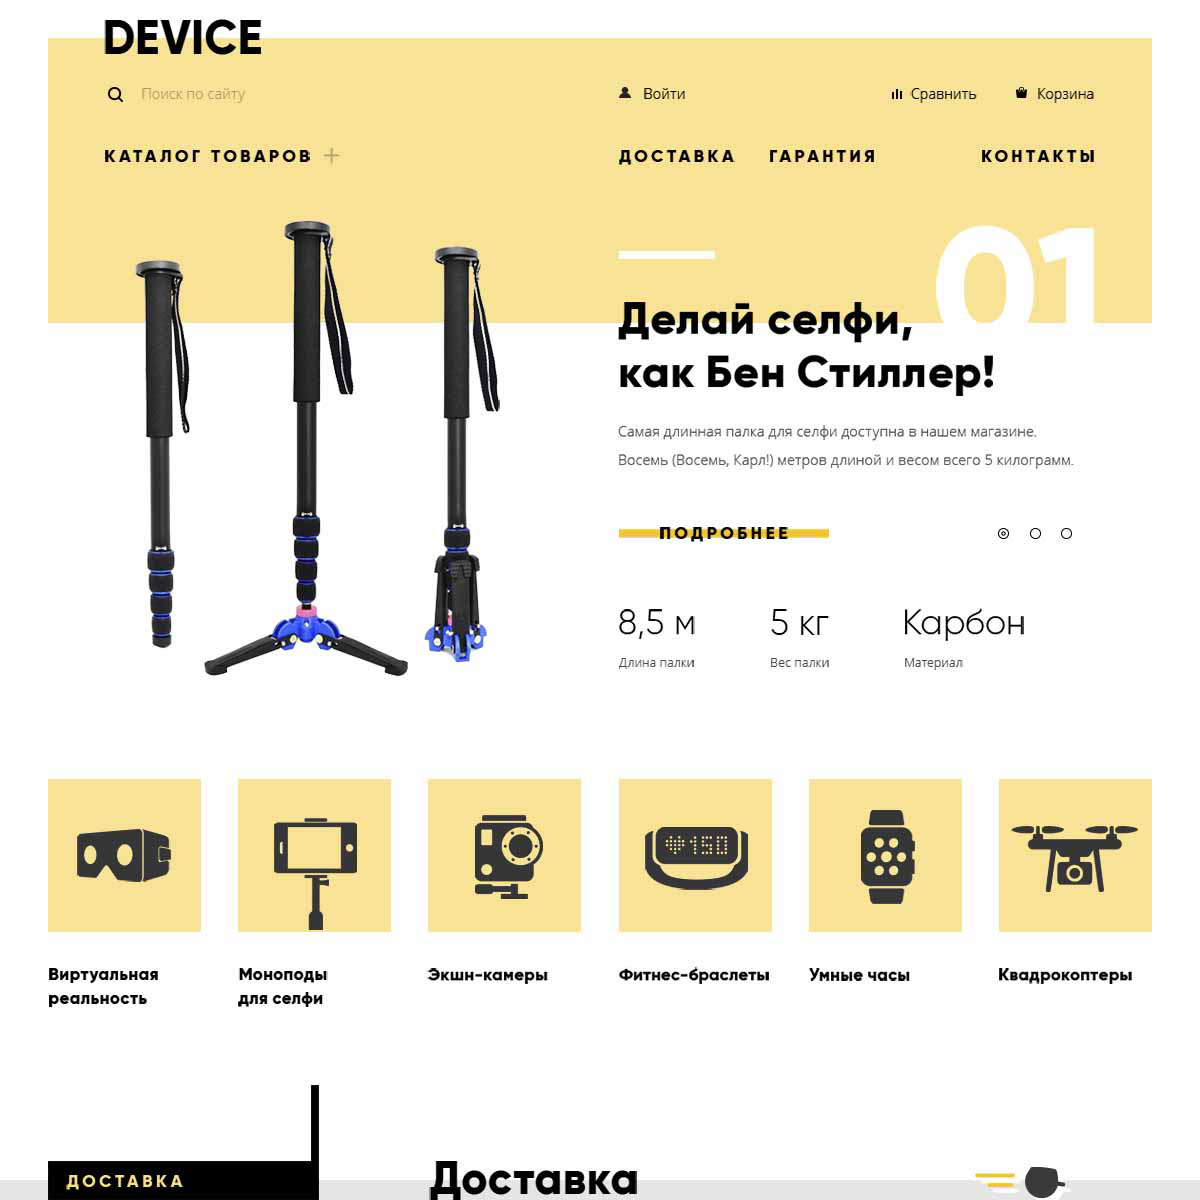 DEVICE
Поиск по сайту
Войти
Сравнить
Корзина
КАТАЛОГ ТОВАРОВ +
ДОСТАВКА
ГАРАНТИЯ
КОНТАКТЫ
01
Делай селфи,
как Бен Стиллер!
Самая длинная палка для селфи доступна в нашем магазине.
Восемь (Восемь, Карл!) метров длиной и весом всего 5 килограмм.
ПОДРОБНЕЕ
8,5 м
5 кг
Карбон
Длина палки
Вес палки
Материал
150
Виртуальная
реальность
Моноподы
для селфи
Экшн-камеры
Фитнес-браслеты
Умные часы
Квадрокоптеры
ДОСТАВКА
Доставка